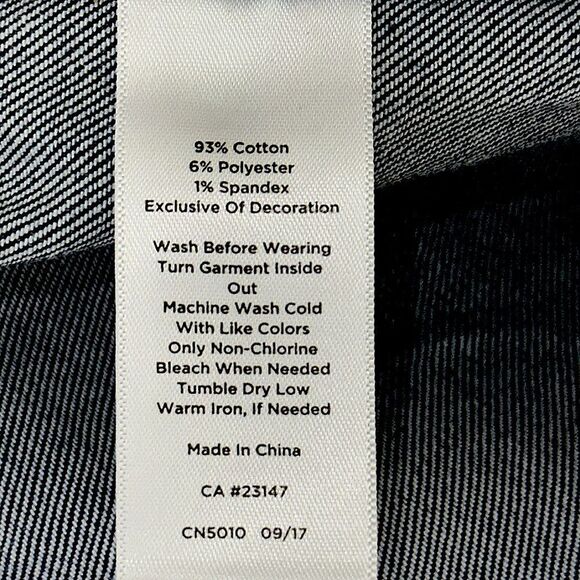 93% Cotton
6% Polyester
1% Spandex
Exclusive Of Decoration
Wash Before Wearing
Turn Garment Inside
Out
Machine Wash Cold
With Like Colors
Only Non-Chlorine
Bleach When Needed
Tumble Dry Low
Warm Iron, If Needed
Made In China
CA #23147
CN5010 09/17